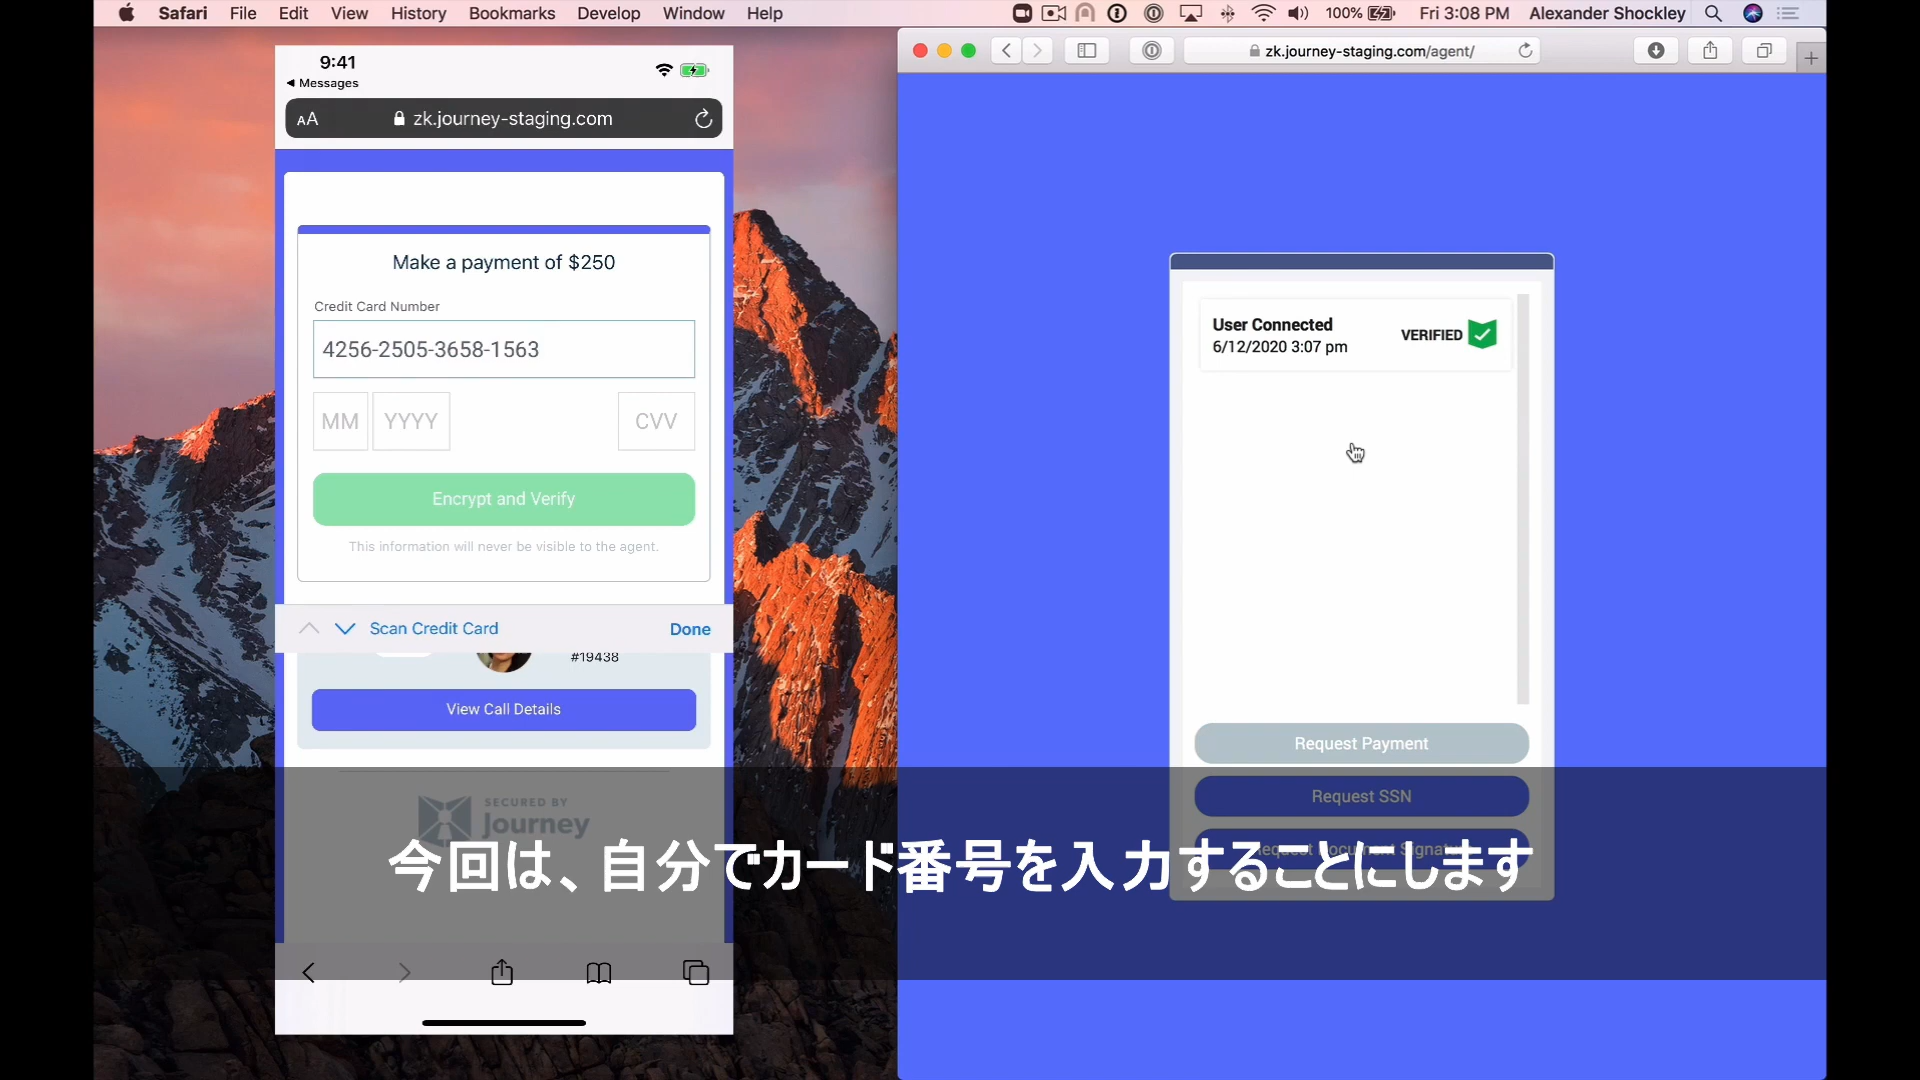 Safari File Edit View History Bookmarks Develop Window Help
100% Fri 3:08 PM Alexander Shockley
9:41
Messages
AA zk.journey-staging.com
Make a payment of $250
Credit Card Number
4256-2505-3658-1563
MM YYYY CVV
Encrypt and Verify
This information will never be visible to the agent.
Scan Credit Card Done
#19438
View Call Details
SECURED BY
Journey
zk.journey-staging.com/agent/
User Connected
6/12/2020 3:07 pm
VERIFIED
Request Payment
Request SSN
Request Document Signature
今回は、自分でカード番号を入力することにします